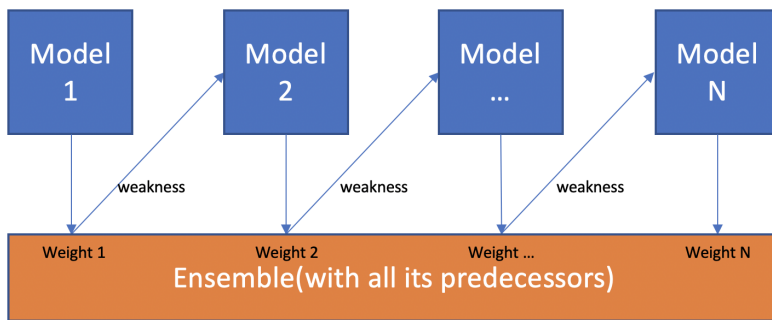 Model
1
Model
2
Model
...
Model
N
weakness
weakness
weakness
Weight 1
Weight 2
Weight ...
Weight N
Ensemble(with all its predecessors)